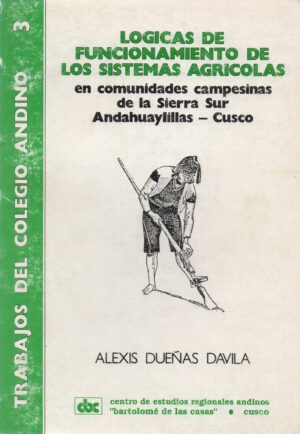 TRABAJOS DEL COLEGIO ANDINO 3
LOGICAS DE
FUNCIONAMIENTO DE
LOS SISTEMAS AGRICOLAS
en comunidades campesinas
de la Sierra Sur
Andahuaylillas – Cusco
ALEXIS DUEÑAS DAVILA
cbc
centro de estudios regionales andinos
"bartolomé de las casas" • cusco